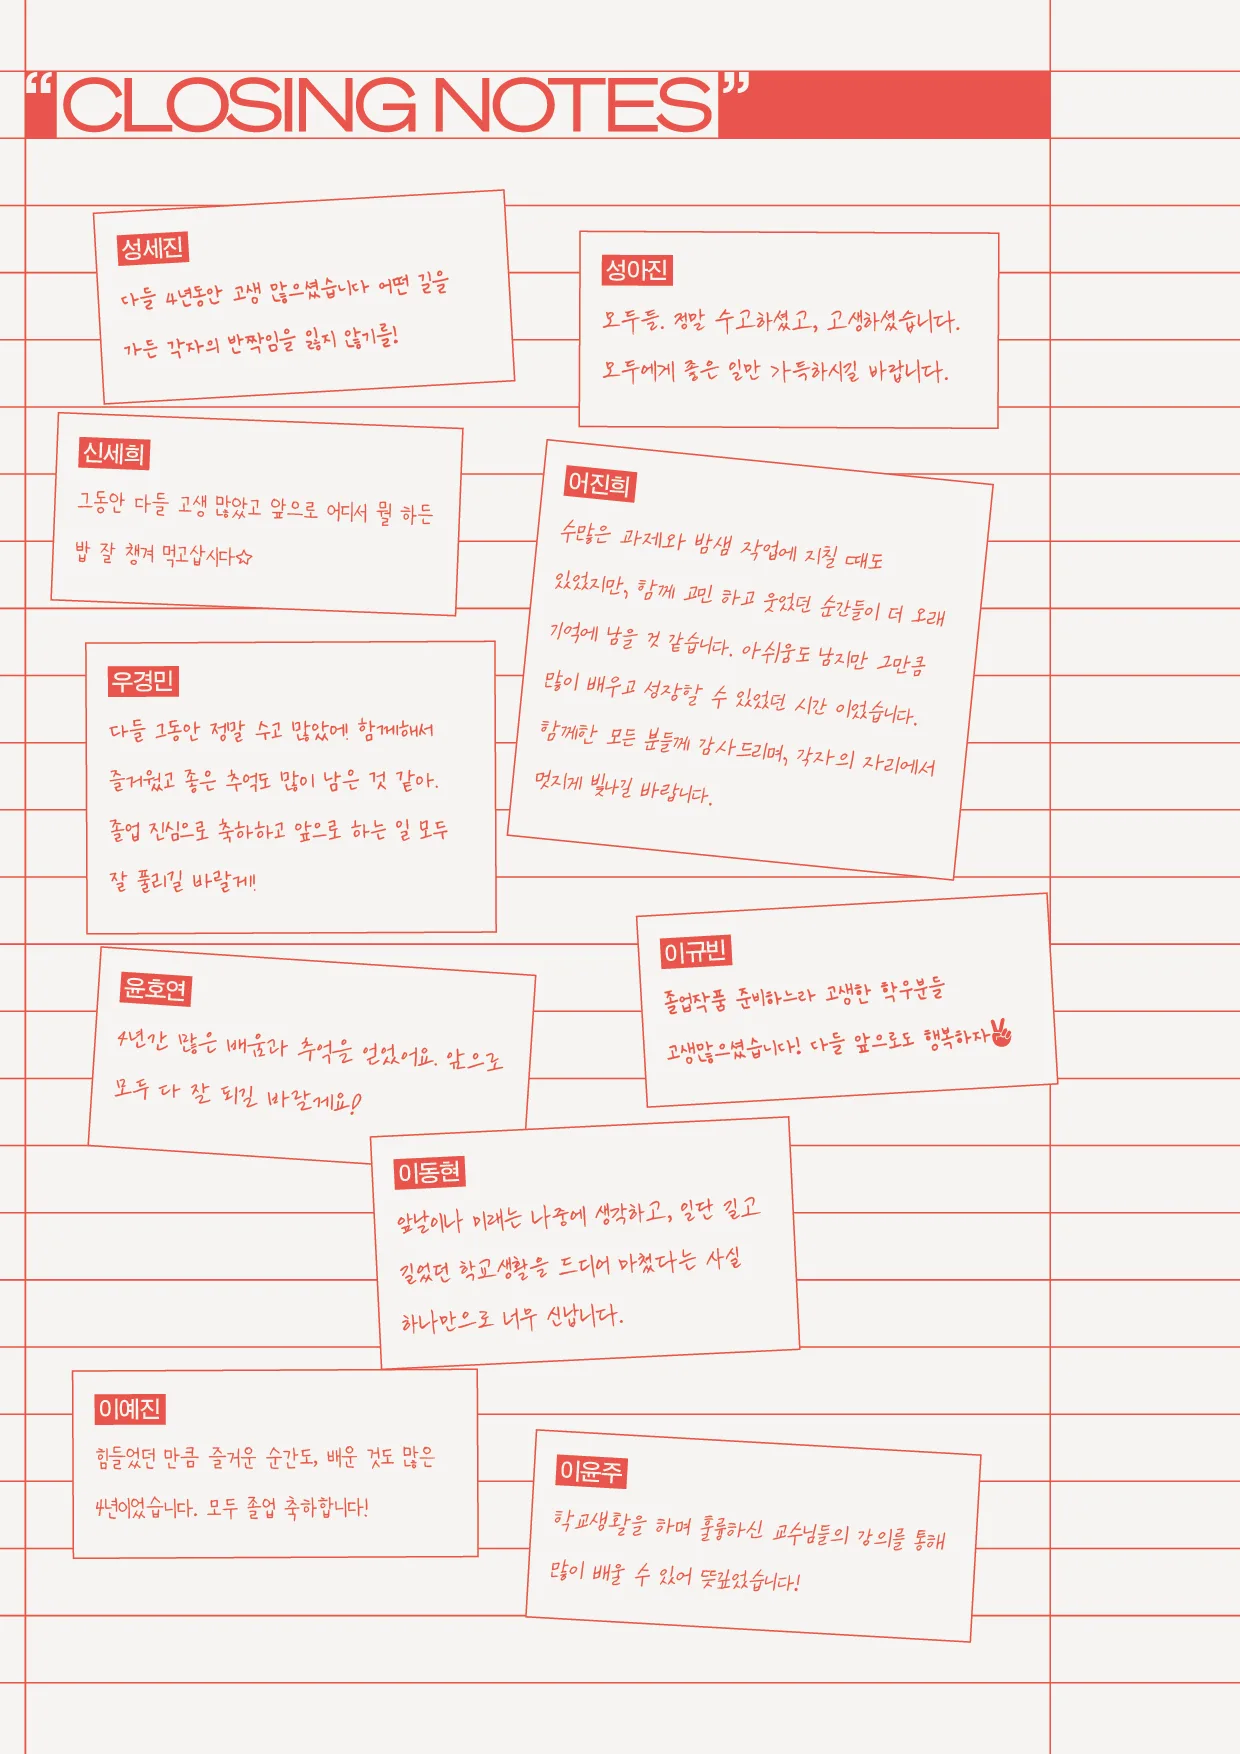 “CLOSING NOTES”
성세진
다들 4년동안 고생 많으셨습니다 어떤 길을
가든 각자의 반짝임을 잃지 않기를!
성아진
모두들. 정말 수고하셨고, 고생하셨습니다.
모두에게 좋은 일만 가득하시길 바랍니다.
신세희
그동안 다들 고생 많았고 앞으로 어디서 뭘 하든
밥 잘 챙겨 먹고삽시다☆
어진희
수많은 과제와 밤샘 작업에 지칠 때도
있었지만, 함께 고민 하고 웃었던 순간들이 더 오래
기억에 남을 것 같습니다. 아쉬움도 남지만 그만큼
많이 배우고 성장할 수 있었던 시간 이었습니다.
함께한 모든 분들께 감사드리며, 각자의 자리에서
멋지게 빛나길 바랍니다.
우경민
다들 그동안 정말 수고 많았어! 함께해서
즐거웠고 좋은 추억도 많이 남은 것 같아.
졸업 진심으로 축하하고 앞으로 하는 일 모두
잘 풀리길 바랄게!!
이규빈
졸업작품 준비하느라 고생한 학우분들
고생많으셨습니다! 다들 앞으로도 행복하자✌
윤호연
4년간 많은 배움과 추억을 얻었어요. 앞으로
모두 다 잘 되길 바랄게요!
이동현
앞날이나 미래는 나중에 생각하고, 일단 길고
길었던 학교생활을 드디어 마쳤다는 사실
하나만으로 너무 신납니다.
이예진
힘들었던 만큼 즐거운 순간도, 배운 것도 많은
4년이었습니다. 모두 졸업 축하합니다!
이윤주
학교생활을 하며 훌륭하신 교수님들의 강의를 통해
많이 배울 수 있어 뜻깊었습니다!